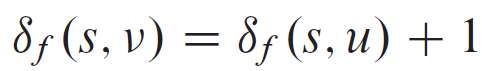 δ_f(s, v) = δ_f(s, u) + 1